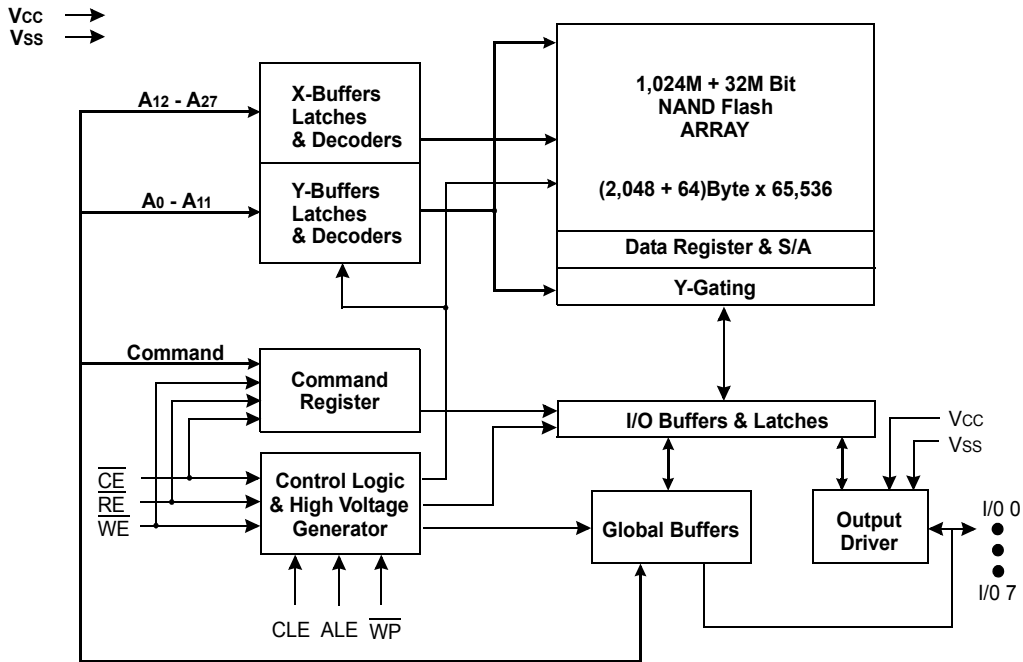 VCC
VSS
A12 - A27
X-Buffers
Latches
& Decoders
A0 - A11
Y-Buffers
Latches
& Decoders
1,024M + 32M Bit
NAND Flash
ARRAY
(2,048 + 64)Byte x 65,536
Data Register & S/A
Y-Gating
Command
Command
Register
I/O Buffers & Latches
VCC
VSS
CE
RE
WE
Control Logic
& High Voltage
Generator
Global Buffers
Output
Driver
I/0 0
I/0 7
CLE ALE WP